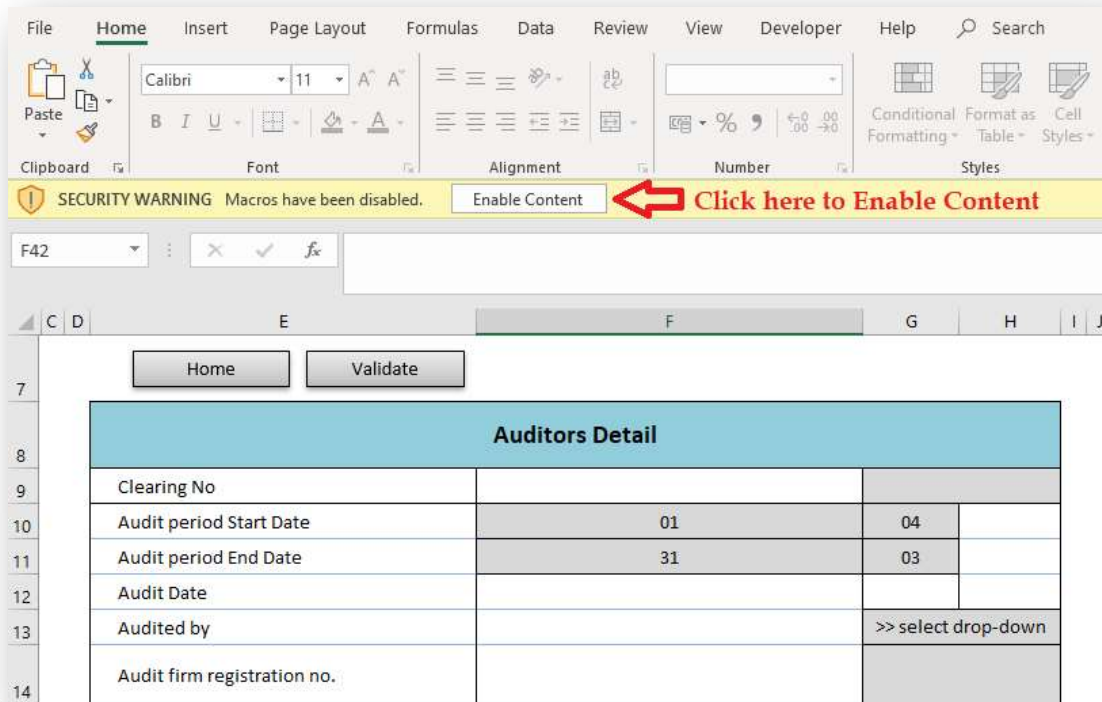 File Home Insert Page Layout Formulas Data Review View Developer Help Search
Calibri 11 A^ A˅ ab
Paste B I U A % 9 .00 .00 Conditional Format as Cell
Formatting Table Styles
Clipboard Font Alignment Number Styles
SECURITY WARNING Macros have been disabled. Enable Content Click here to Enable Content
F42 fx
C D E F G H I J
7 Home Validate
8 Auditors Detail
9 Clearing No
10 Audit period Start Date 01 04
11 Audit period End Date 31 03
12 Audit Date
13 Audited by >> select drop-down
14 Audit firm registration no.